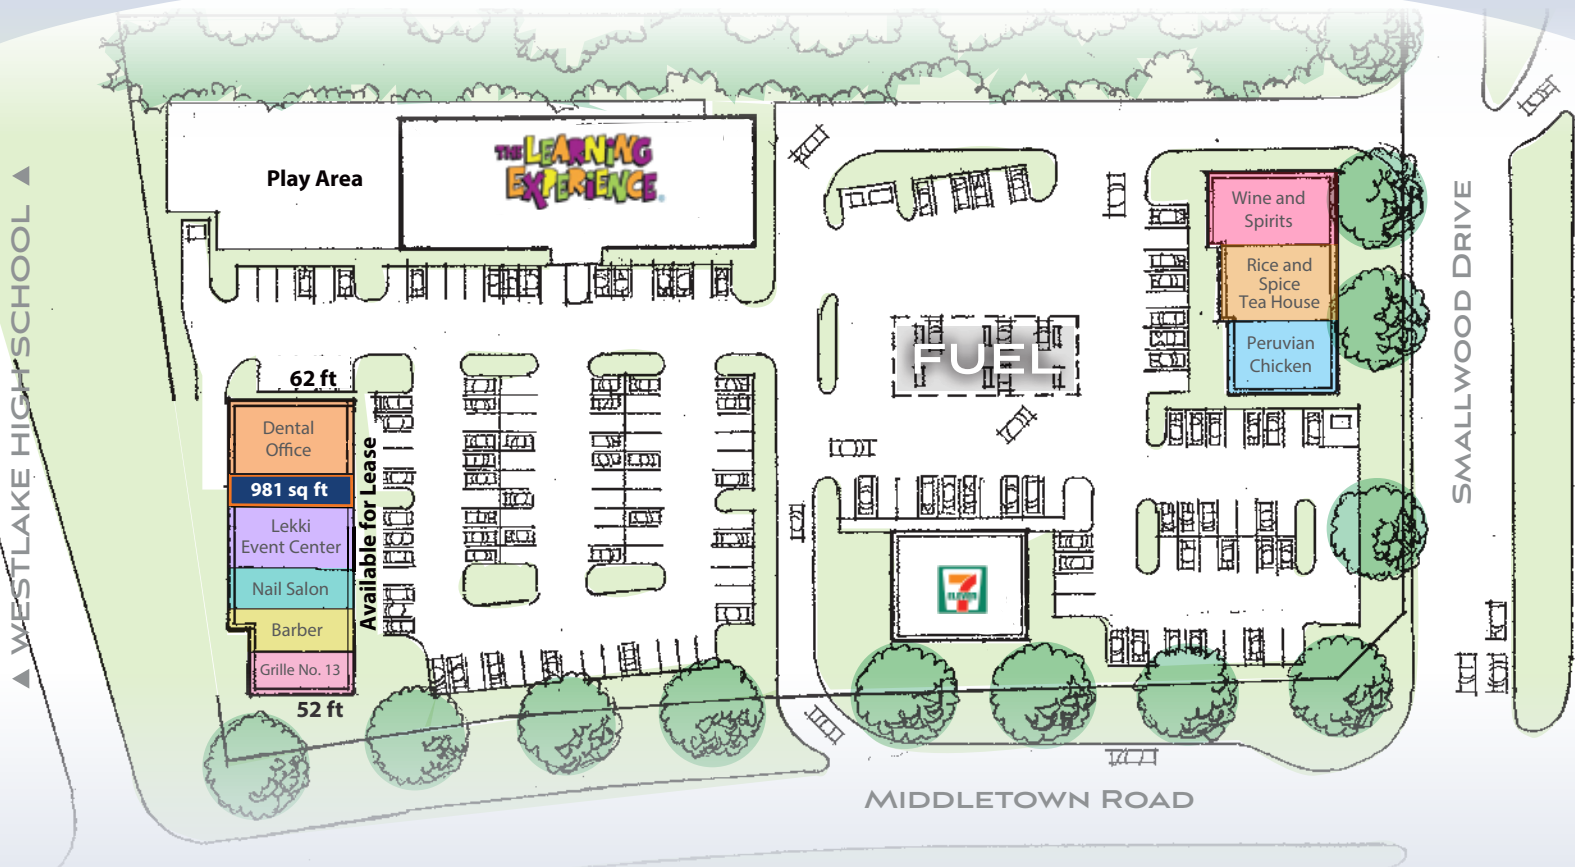 THE LEARNING
EXPERIENCE®
Play Area
Wine and
Spirits
Rice and
Spice
Tea House
Peruvian
Chicken
FUEL
62 ft
Dental
Office
981 sq ft
Lekki
Event Center
Nail Salon
Barber
Grille No. 13
52 ft
Available for Lease
7
ELEVEN
WESTLAKE HIGH SCHOOL
SMALLWOOD DRIVE
MIDDLETOWN ROAD